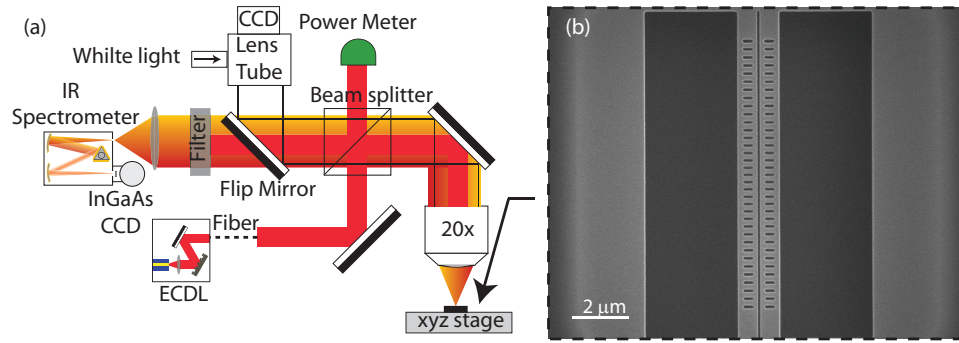 (a)
CCD
Lens
Tube
Whilte light
Power Meter
Beam splitter
IR
Spectrometer
Filter
Flip Mirror
InGaAs
CCD
Fiber
ECDL
20x
xyz stage
(b)
2 μm